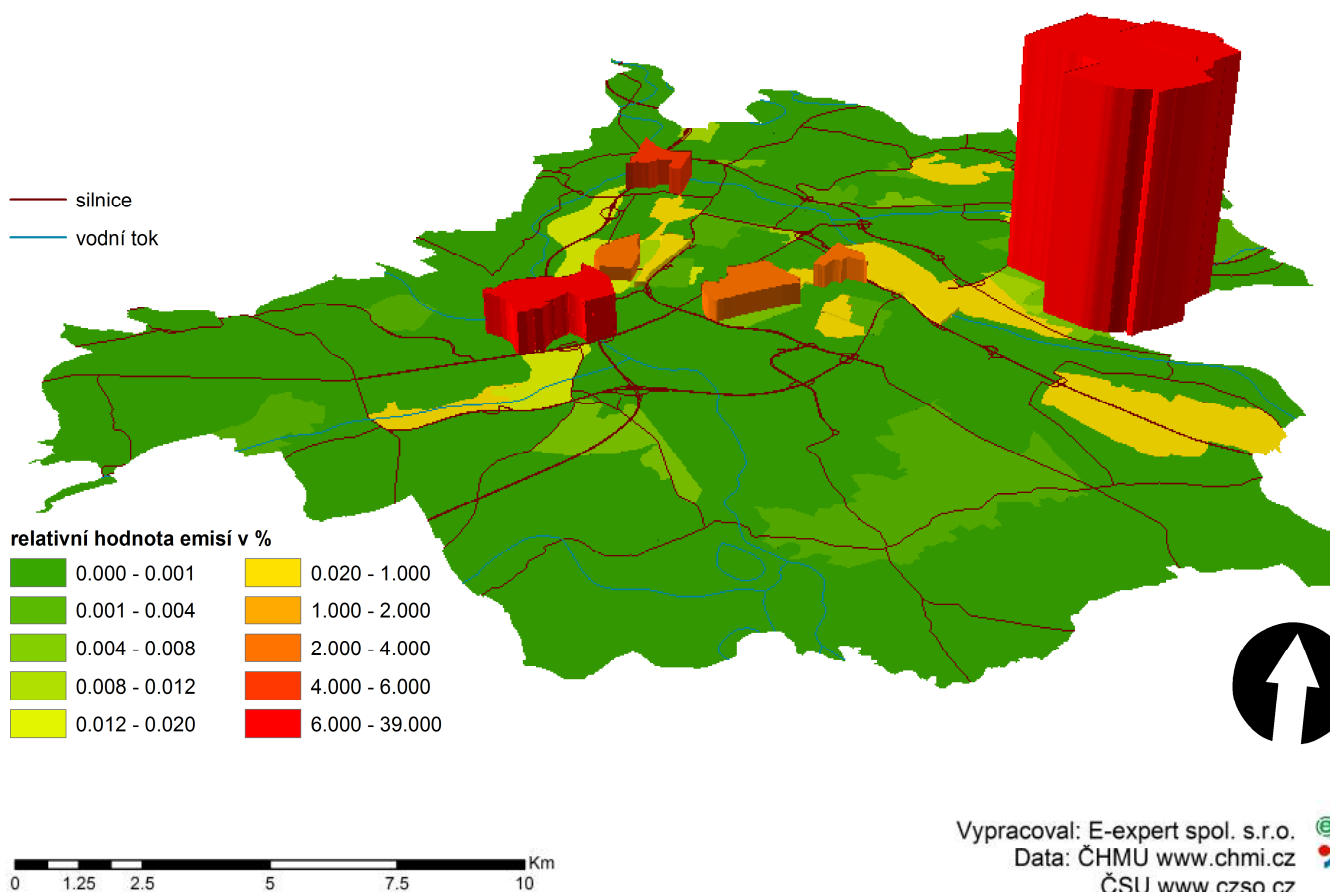 silnice
vodní tok
relativní hodnota emisí v %
0.000 - 0.001
0.001 - 0.004
0.004 - 0.008
0.008 - 0.012
0.012 - 0.020
0.020 - 1.000
1.000 - 2.000
2.000 - 4.000
4.000 - 6.000
6.000 - 39.000
Km
0 1.25 2.5 5 7.5 10
Vypracoval: E-expert spol. s.r.o.
Data: ČHMU www.chmi.cz
ČSU www.czso.cz